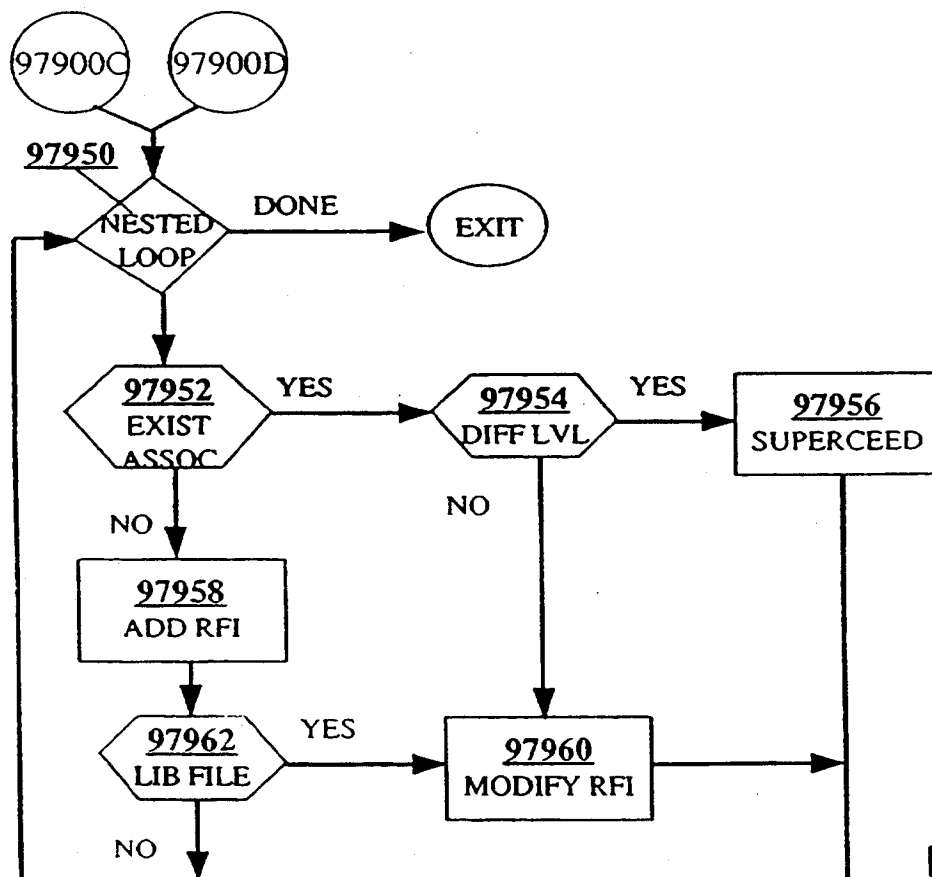 97900C
97900D
97950
NESTED
LOOP
DONE
EXIT
97952
EXIST
ASSOC
YES
97954
DIFF LVL
YES
97956
SUPERCEED
NO
NO
97958
ADD RFI
97962
LIB FILE
YES
97960
MODIFY RFI
NO